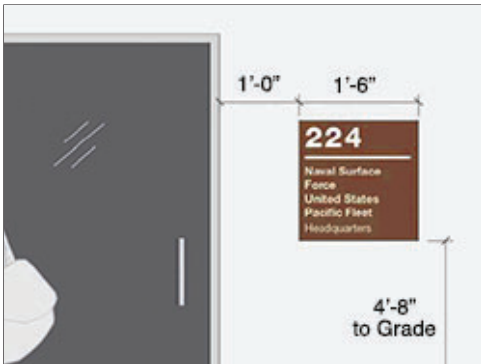 1'-0" 1'-6"
224
Naval Surface
Force
United States
Pacific Fleet
Headquarters
4'-8"
to Grade